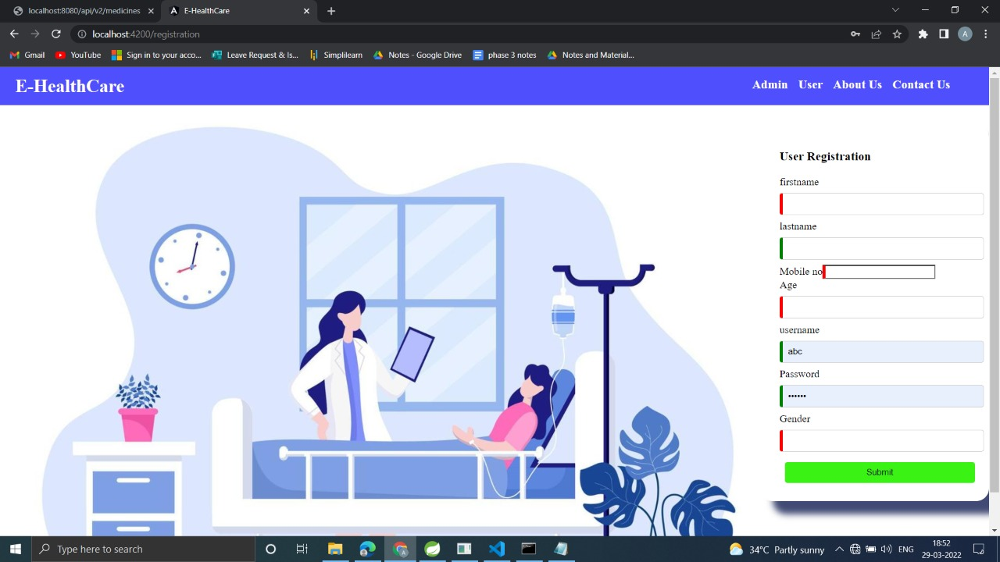 localhost:8080/api/v2/medicines
E-HealthCare
localhost:4200/registration
A
Gmail
YouTube
Sign in to your acco...
Leave Request & Is...
Simplilearn
Notes - Google Drive
phase 3 notes
Notes and Material...
E-HealthCare
Admin User About Us Contact Us
User Registration
firstname
lastname
Mobile no
Age
username
abc
Password
••••••
Gender
Submit
Type here to search
34°C Partly sunny
ENG
18:52
29-03-2022